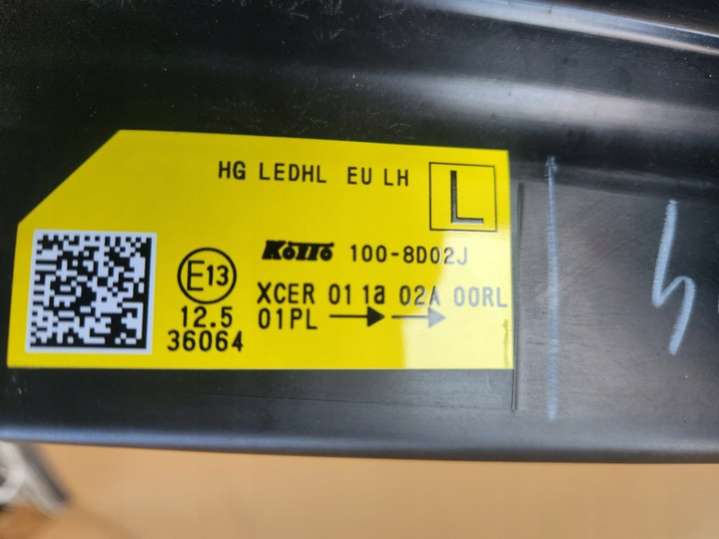 HG LEDHL EU LH L
KOITO 100-8D02J
E13 XCER 01 1a 02A 00RL
12.5 01PL →→
36064